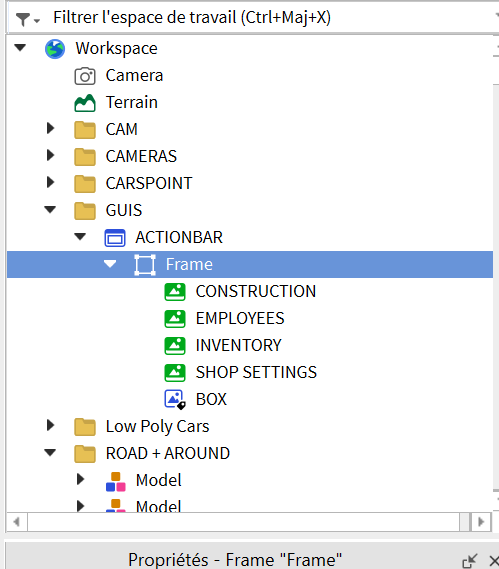 Filtrer l'espace de travail (Ctrl+Maj+X)
Workspace
Camera
Terrain
CAM
CAMERAS
CARSPOINT
GUIS
ACTIONBAR
Frame
CONSTRUCTION
EMPLOYEES
INVENTORY
SHOP SETTINGS
BOX
Low Poly Cars
ROAD + AROUND
Model
Model
Propriétés - Frame "Frame"